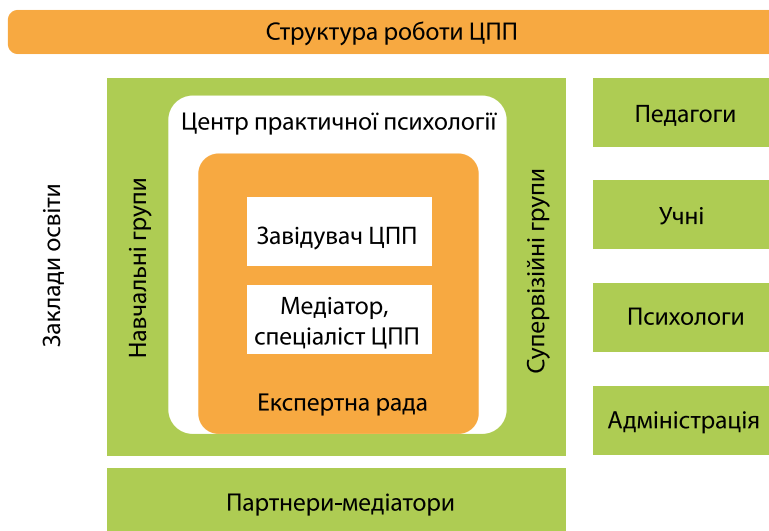 Структура роботи ЦПП
Заклади освіти
Навчальні групи
Центр практичної психології
Завідувач ЦПП
Медіатор,
спеціаліст ЦПП
Експертна рада
Супервізійні групи
Педагоги
Учні
Психологи
Адміністрація
Партнери-медіатори